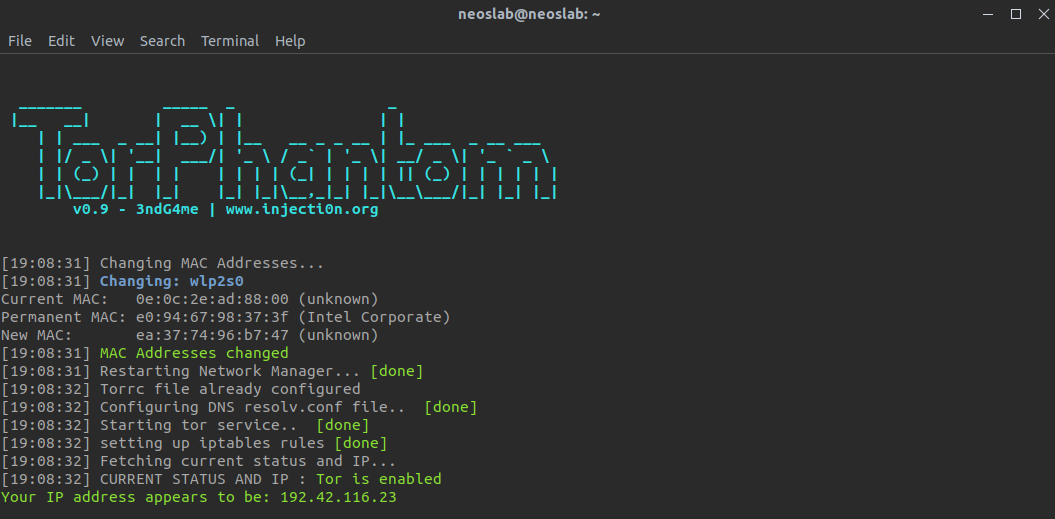 neoslab@neoslab: ~
File Edit View Search Terminal Help
TorPhantom
v0.9 - 3ndG4me | www.injecti0n.org
[19:08:31] Changing MAC Addresses...
[19:08:31] Changing: wlp2s0
Current MAC:   0e:0c:2e:ad:88:00 (unknown)
Permanent MAC: e0:94:67:98:37:3f (Intel Corporate)
New MAC:       ea:37:74:96:b7:47 (unknown)
[19:08:31] MAC Addresses changed
[19:08:31] Restarting Network Manager... [done]
[19:08:32] Torrc file already configured
[19:08:32] Configuring DNS resolv.conf file..  [done]
[19:08:32] Starting tor service..  [done]
[19:08:32] setting up iptables rules [done]
[19:08:32] Fetching current status and IP...
[19:08:32] CURRENT STATUS AND IP : Tor is enabled
Your IP address appears to be: 192.42.116.23